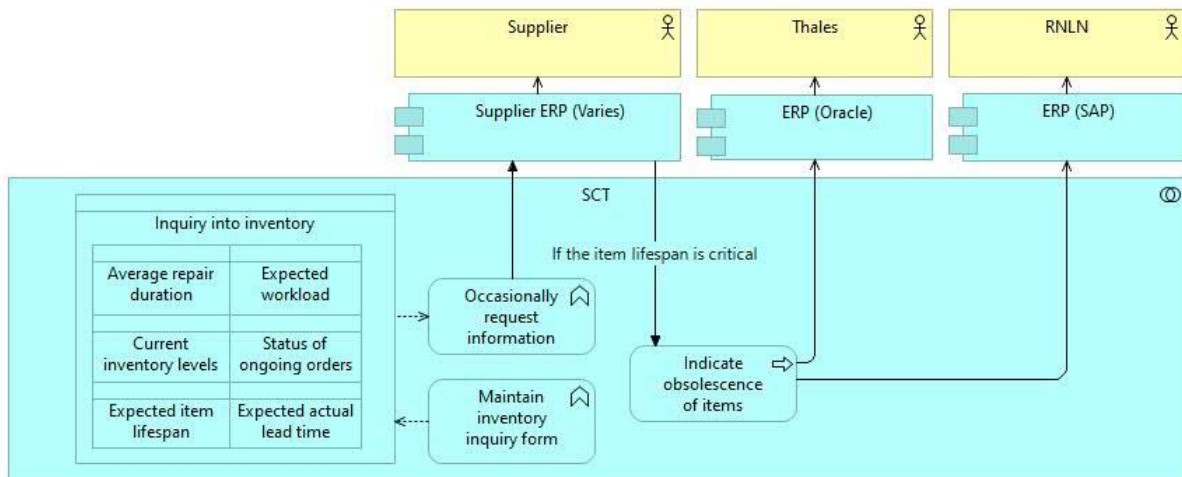 Supplier
Thales
RNLN
Supplier ERP (Varies)
ERP (Oracle)
ERP (SAP)
SCT
Inquiry into inventory
Average repair
duration
Expected
workload
Current
inventory levels
Status of
ongoing orders
Expected item
lifespan
Expected actual
lead time
Occasionally
request
information
Maintain
inventory
inquiry form
If the item lifespan is critical
Indicate
obsolescence
of items